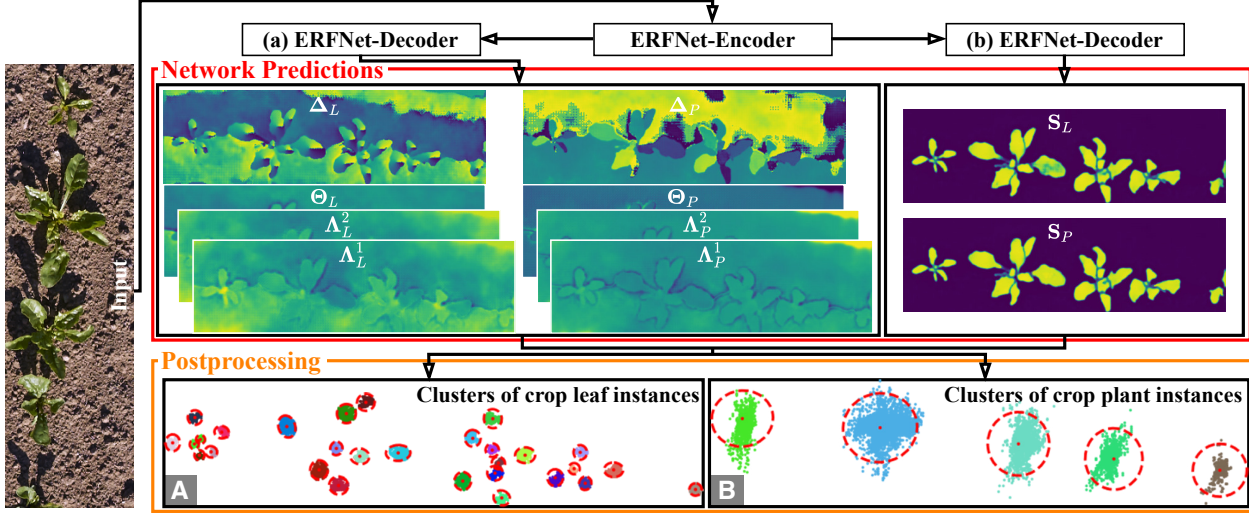 (a) ERFNet-Decoder
ERFNet-Encoder
(b) ERFNet-Decoder
Network Predictions
Input
Δ_L
Δ_P
S_L
Θ_L
Θ_P
Λ_L^2
Λ_P^2
Λ_L^1
Λ_P^1
S_P
Postprocessing
Clusters of crop leaf instances
Clusters of crop plant instances
A
B